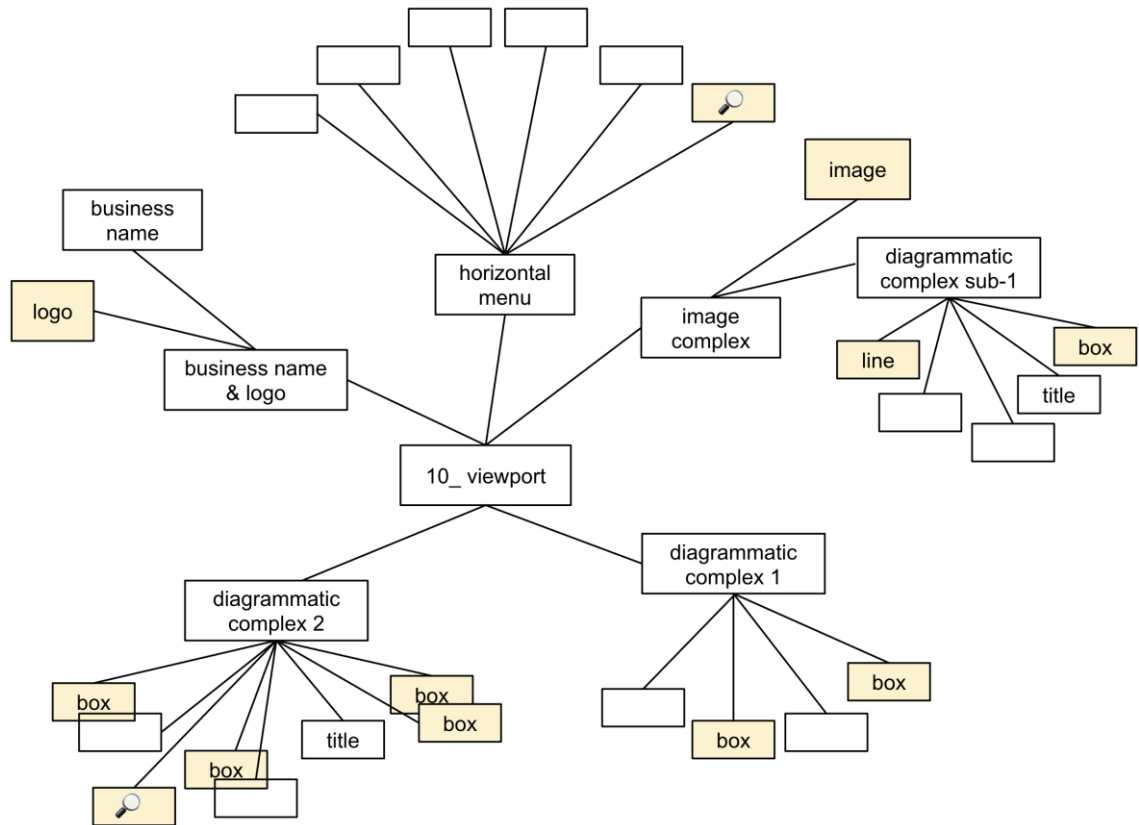 image
business
name
diagrammatic
complex sub-1
horizontal
menu
logo
image
complex
box
line
business name
& logo
title
10_ viewport
diagrammatic
complex 1
diagrammatic
complex 2
box
box
box
box
title
box
box